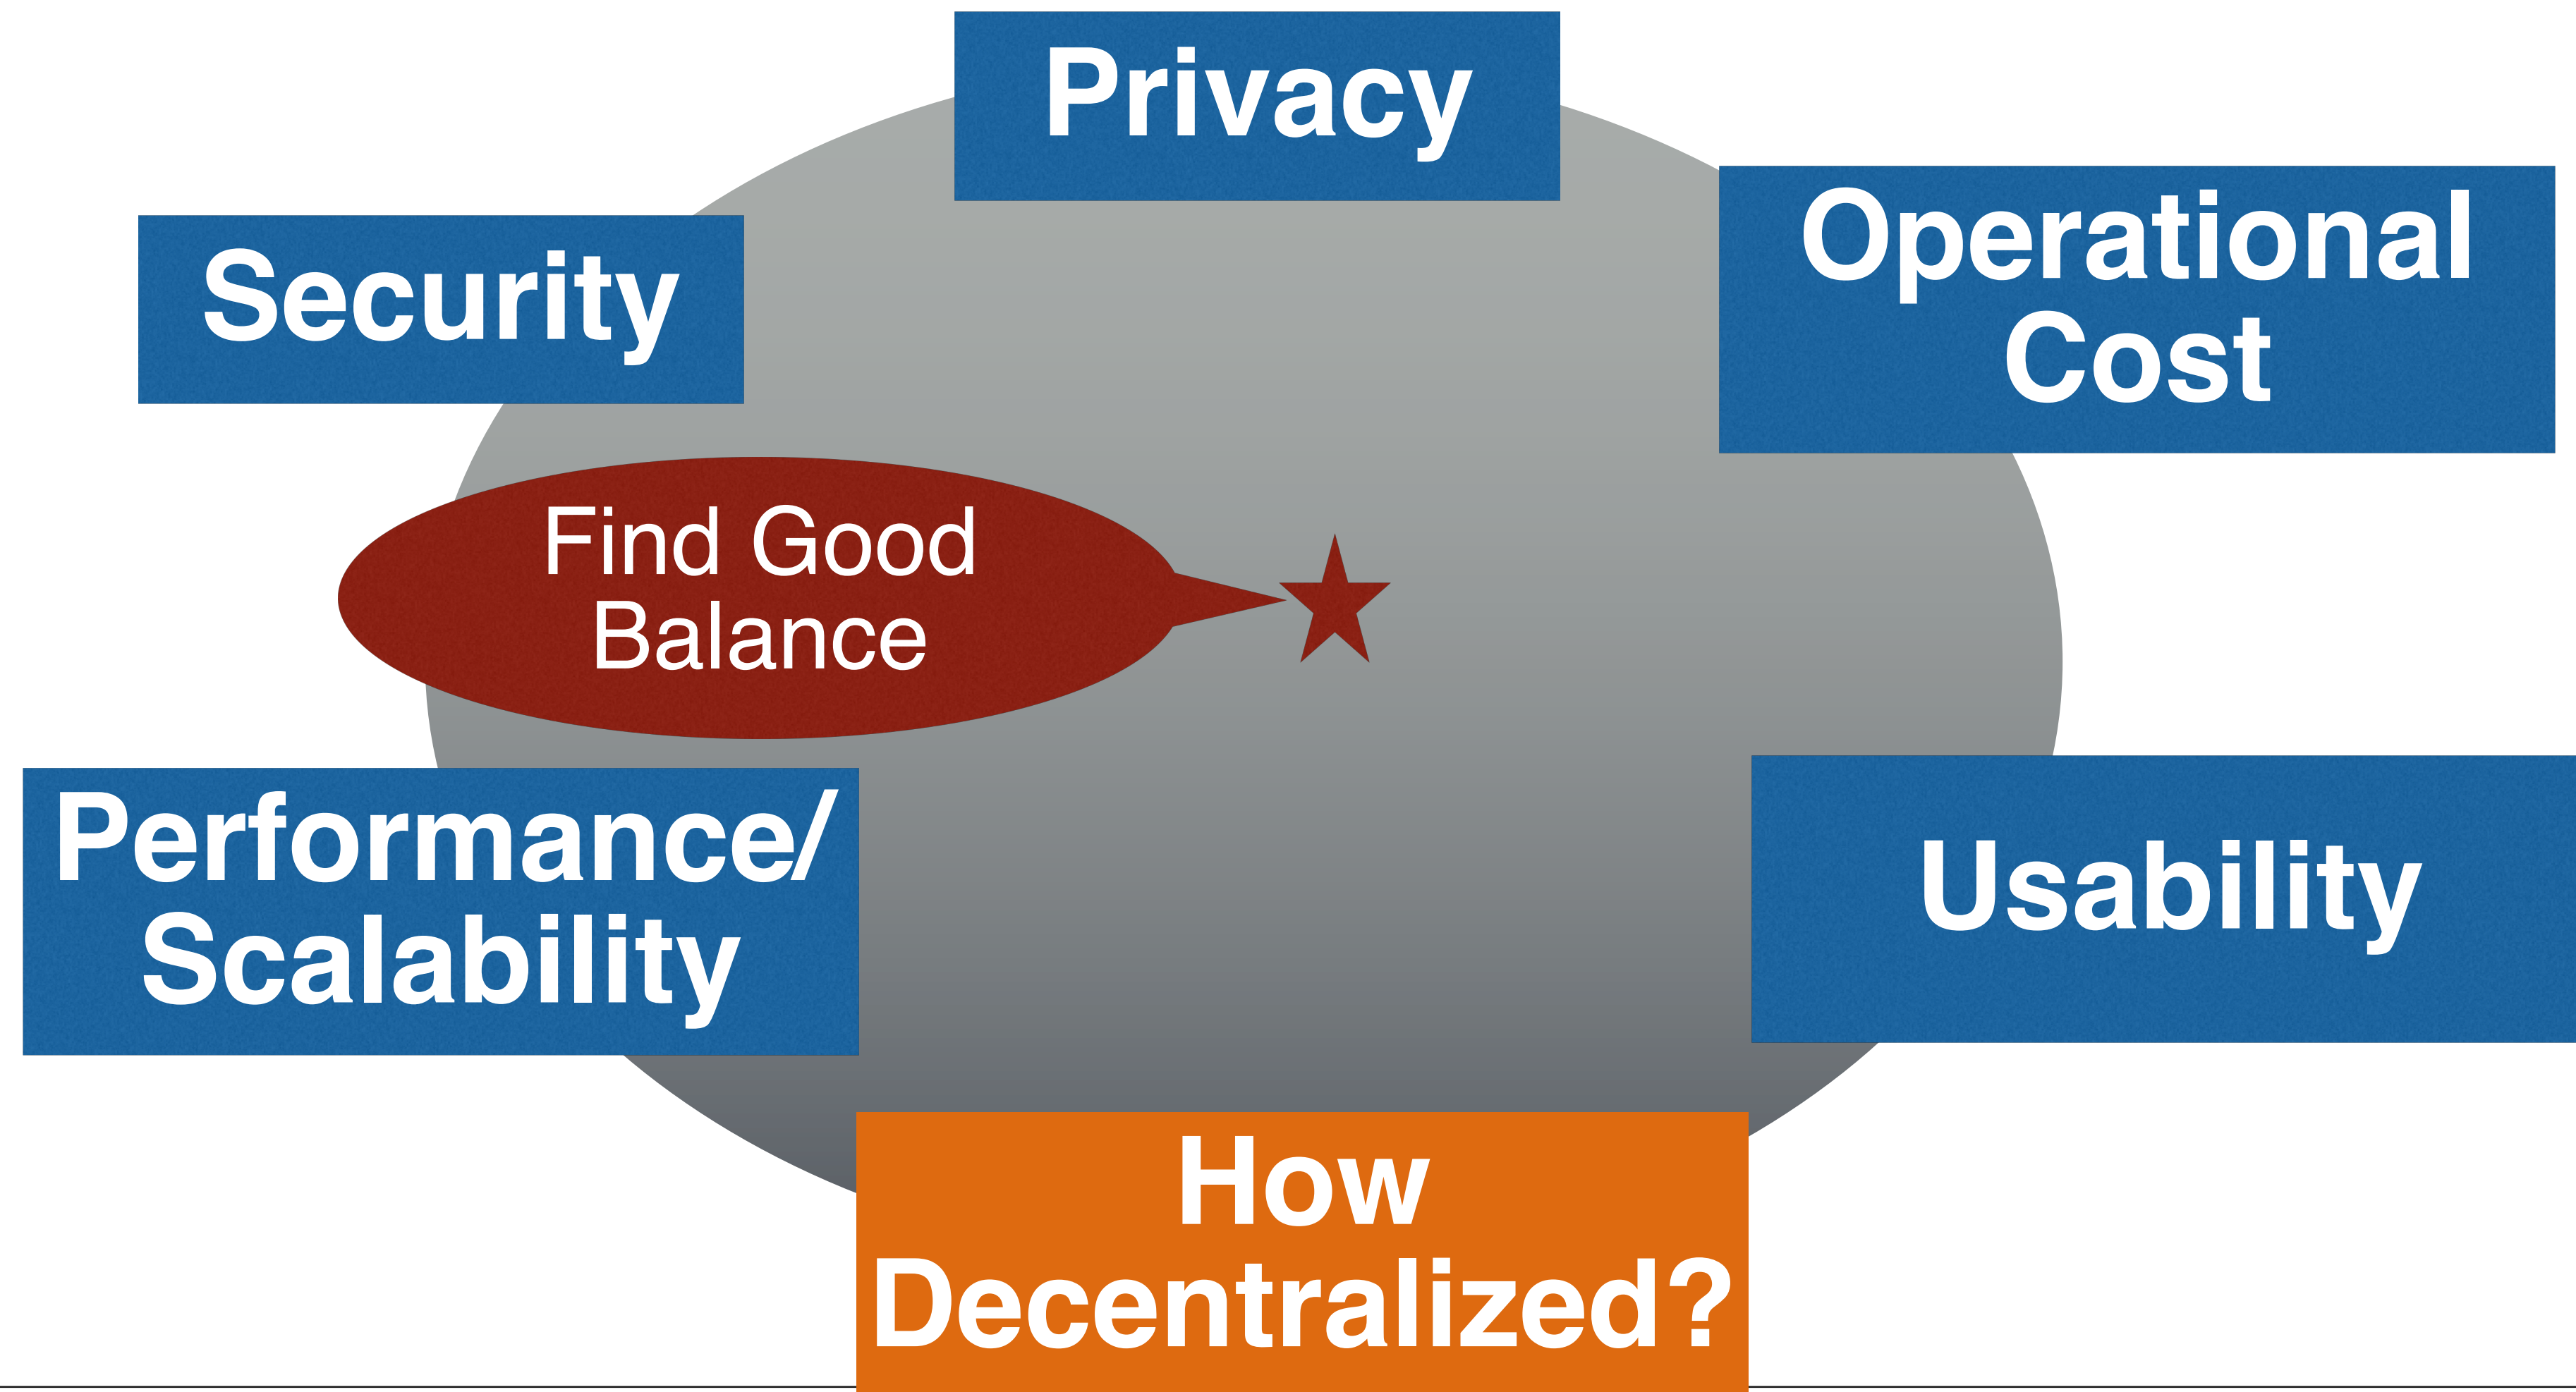 Privacy
Operational
Cost
Security
Find Good
Balance
Performance/
Scalability
Usability
How
Decentralized?